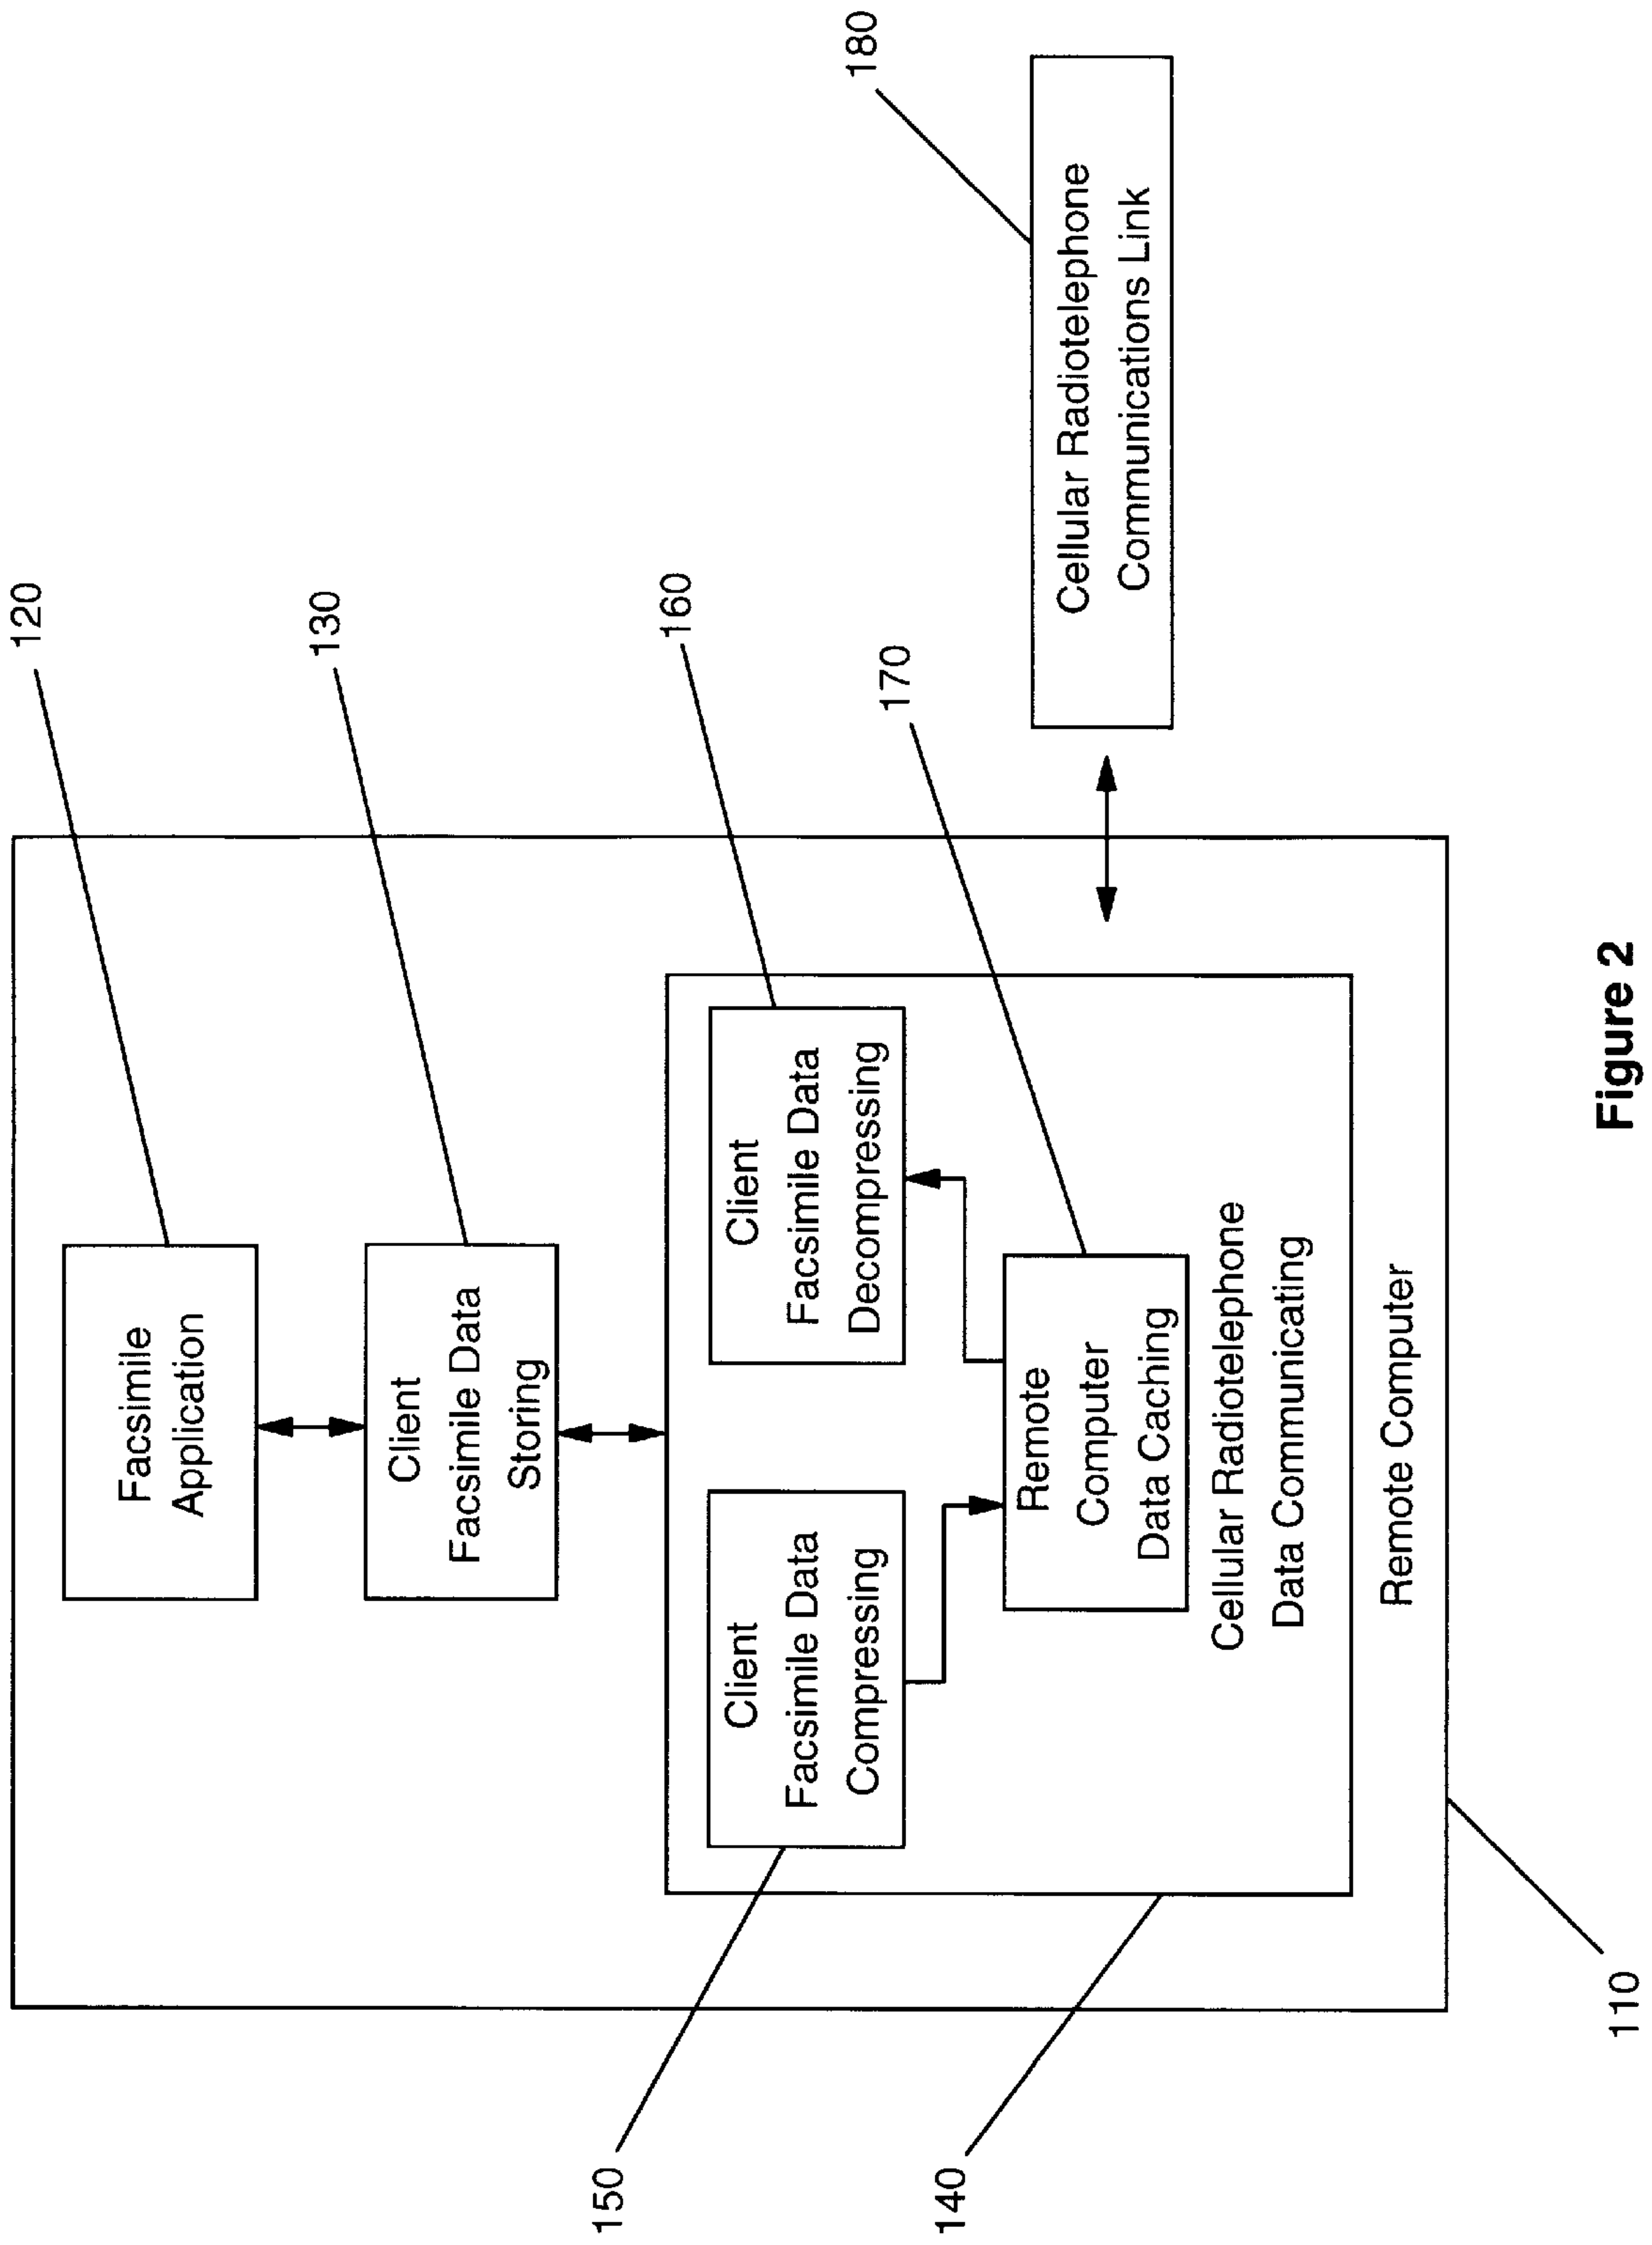 120
Facsimile
Application
130
Client
Facsimile Data
Storing
160
Client
Facsimile Data
Decompressing
150
Client
Facsimile Data
Compressing
170
Remote
Computer
Data Caching
140
Cellular Radiotelephone
Data Communicating
110
Remote Computer
180
Cellular Radiotelephone
Communications Link
Figure 2